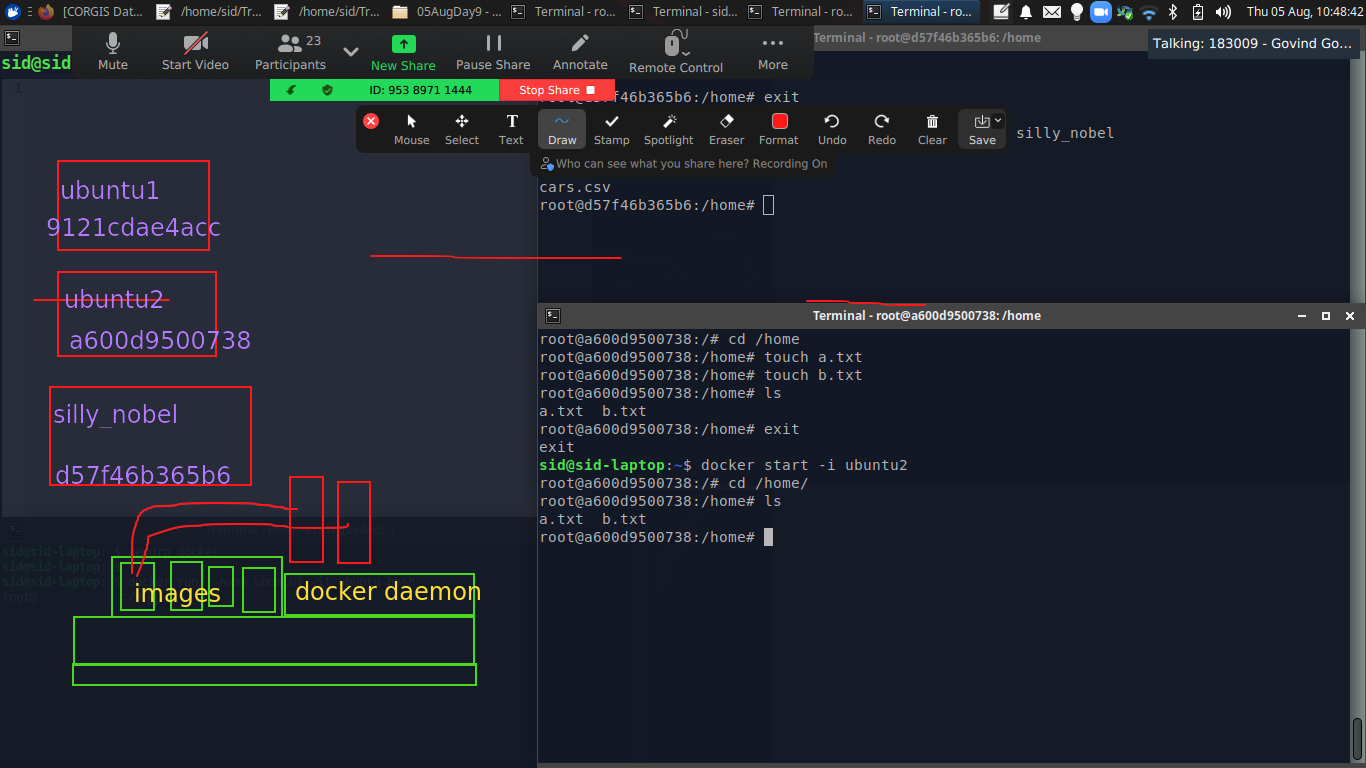 [CORGIS Dat... /home/sid/Tr... /home/sid/Tr... 05AugDay9 -... Terminal - ro... Terminal - sid... Terminal - ro... Terminal - ro... Thu 05 Aug, 10:48:42
Terminal - root@d57f46b365b6: /home
Talking: 183009 - Govind Go...
sid@sid
Mute Start Video Participants 23 New Share Pause Share Annotate Remote Control More
ID: 953 8971 1444 Stop Share
1
root@d57f46b365b6:/home# exit
Mouse Select Text Draw Stamp Spotlight Eraser Format Undo Redo Clear Save
silly_nobel
Who can see what you share here? Recording On
cars.csv
root@d57f46b365b6:/home#
ubuntu1
9121cdae4acc
ubuntu2
a600d9500738
silly_nobel
d57f46b365b6
images
docker daemon
Terminal - root@a600d9500738: /home
root@a600d9500738:/# cd /home
root@a600d9500738:/home# touch a.txt
root@a600d9500738:/home# touch b.txt
root@a600d9500738:/home# ls
a.txt  b.txt
root@a600d9500738:/home# exit
exit
sid@sid-laptop:~$ docker start -i ubuntu2
root@a600d9500738:/# cd /home/
root@a600d9500738:/home# ls
a.txt  b.txt
root@a600d9500738:/home#